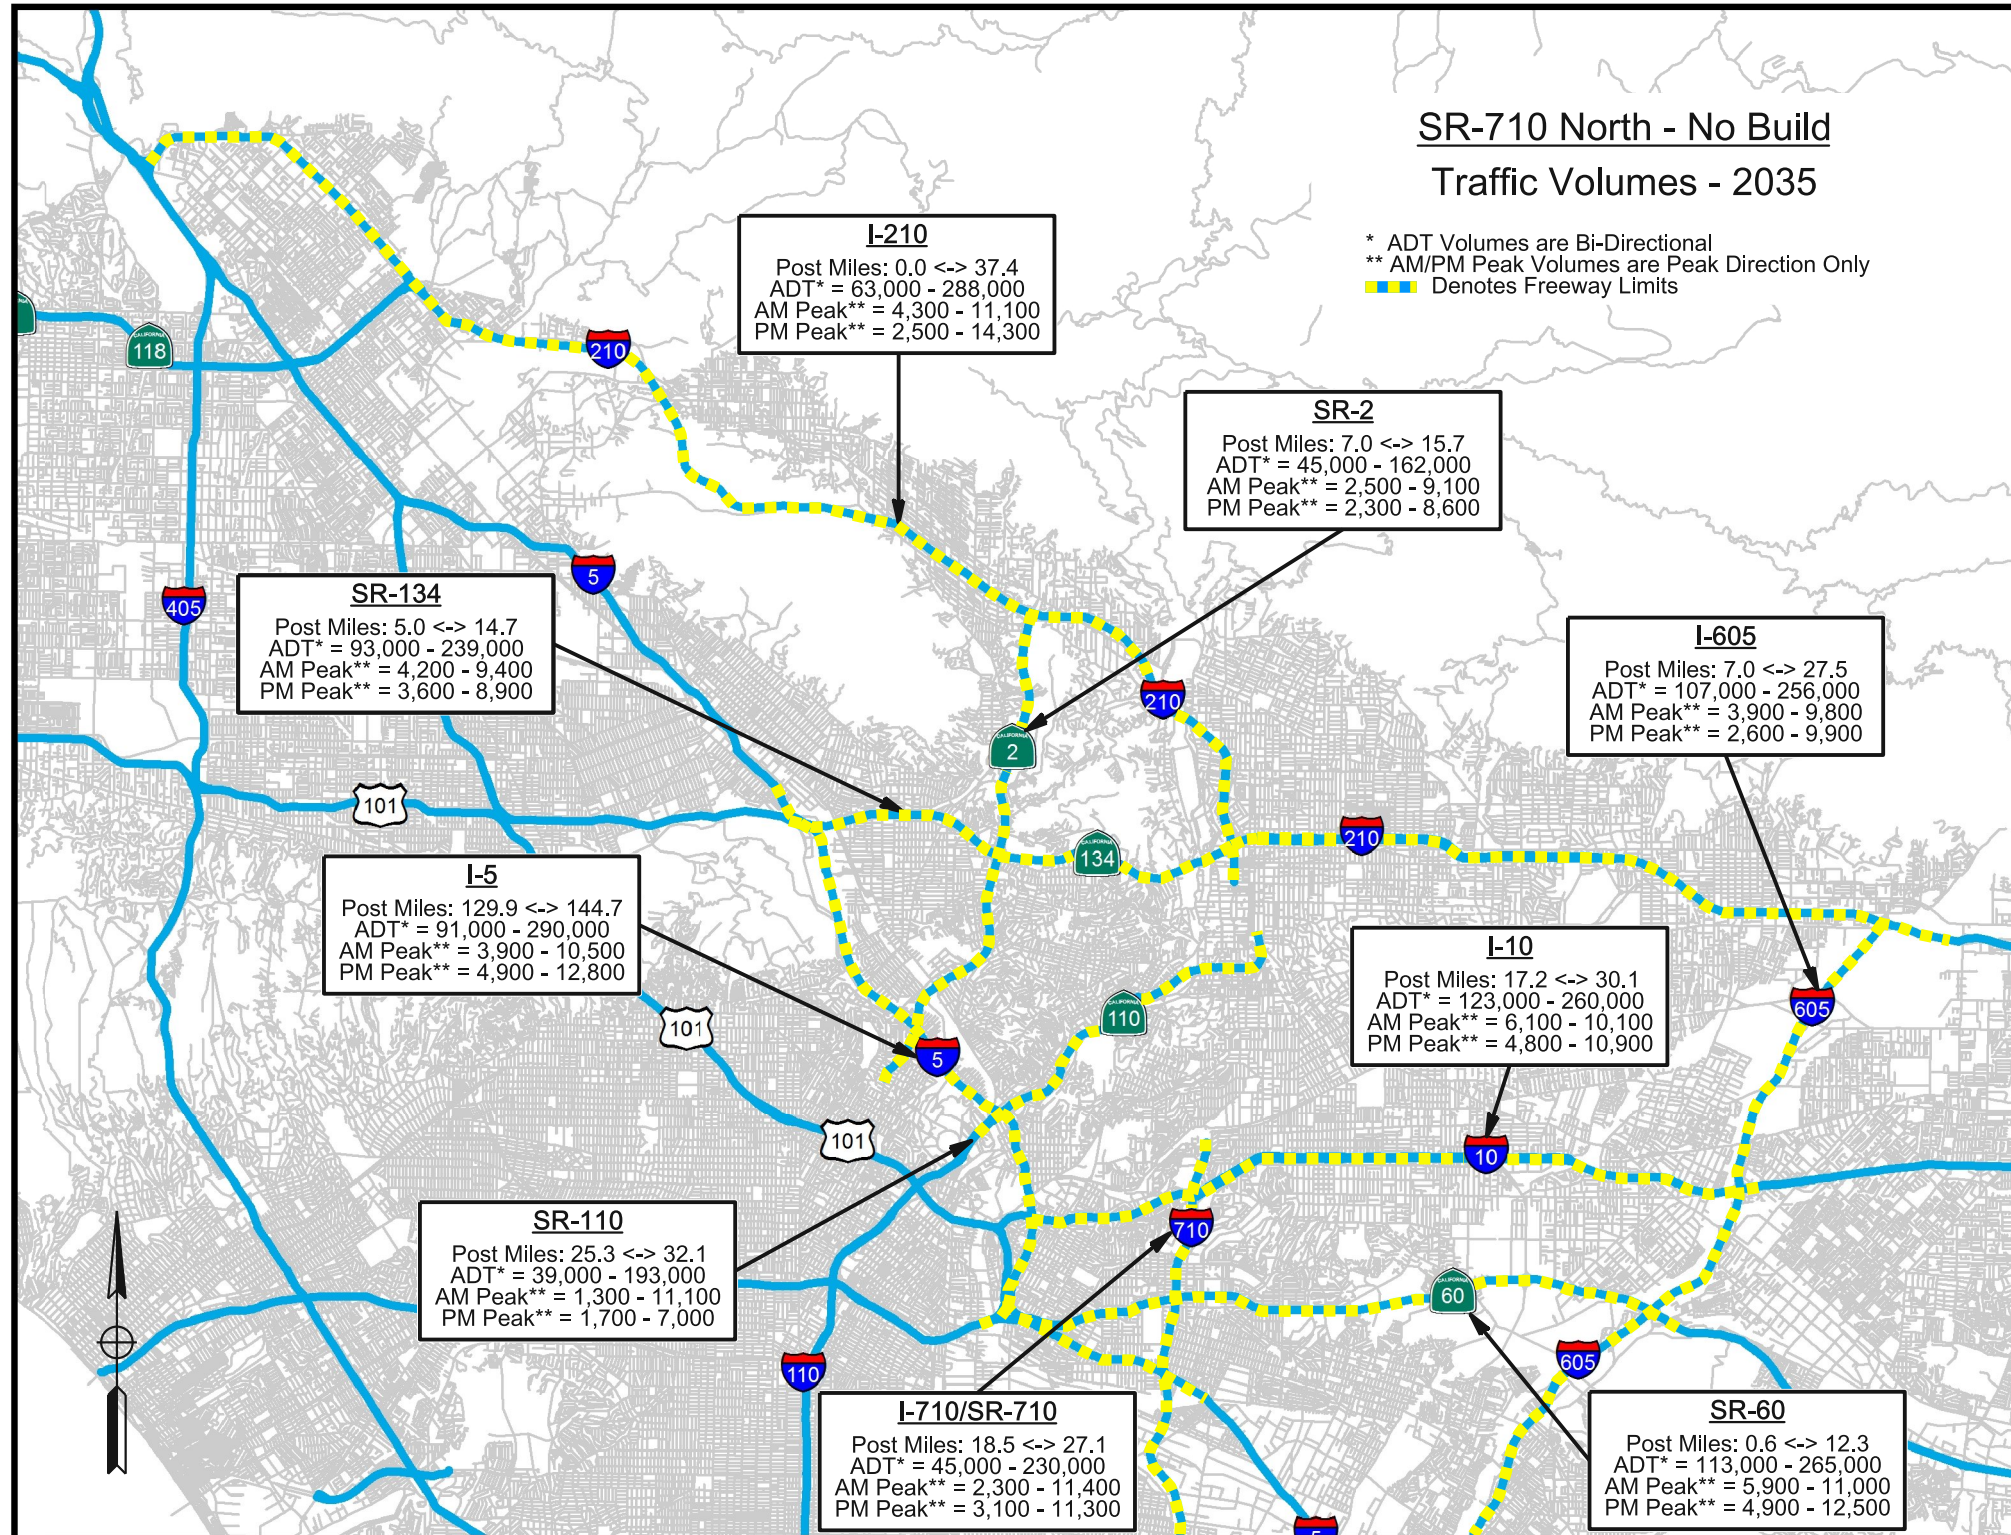 SR-710 North - No Build
Traffic Volumes - 2035
* ADT Volumes are Bi-Directional
** AM/PM Peak Volumes are Peak Direction Only
Denotes Freeway Limits
I-210
Post Miles: 0.0 <-> 37.4
ADT* = 63,000 - 288,000
AM Peak** = 4,300 - 11,100
PM Peak** = 2,500 - 14,300
CALIFORNIA
118
210
SR-2
Post Miles: 7.0 <-> 15.7
ADT* = 45,000 - 162,000
AM Peak** = 2,500 - 9,100
PM Peak** = 2,300 - 8,600
5
405
SR-134
Post Miles: 5.0 <-> 14.7
ADT* = 93,000 - 239,000
AM Peak** = 4,200 - 9,400
PM Peak** = 3,600 - 8,900
I-605
Post Miles: 7.0 <-> 27.5
ADT* = 107,000 - 256,000
AM Peak** = 3,900 - 9,800
PM Peak** = 2,600 - 9,900
210
CALIFORNIA
2
101
210
CALIFORNIA
134
I-5
Post Miles: 129.9 <-> 144.7
ADT* = 91,000 - 290,000
AM Peak** = 3,900 - 10,500
PM Peak** = 4,900 - 12,800
I-10
Post Miles: 17.2 <-> 30.1
ADT* = 123,000 - 260,000
AM Peak** = 6,100 - 10,100
PM Peak** = 4,800 - 10,900
605
CALIFORNIA
110
101
5
101
10
SR-110
Post Miles: 25.3 <-> 32.1
ADT* = 39,000 - 193,000
AM Peak** = 1,300 - 11,100
PM Peak** = 1,700 - 7,000
710
CALIFORNIA
60
605
110
I-710/SR-710
Post Miles: 18.5 <-> 27.1
ADT* = 45,000 - 230,000
AM Peak** = 2,300 - 11,400
PM Peak** = 3,100 - 11,300
SR-60
Post Miles: 0.6 <-> 12.3
ADT* = 113,000 - 265,000
AM Peak** = 5,900 - 11,000
PM Peak** = 4,900 - 12,500
5